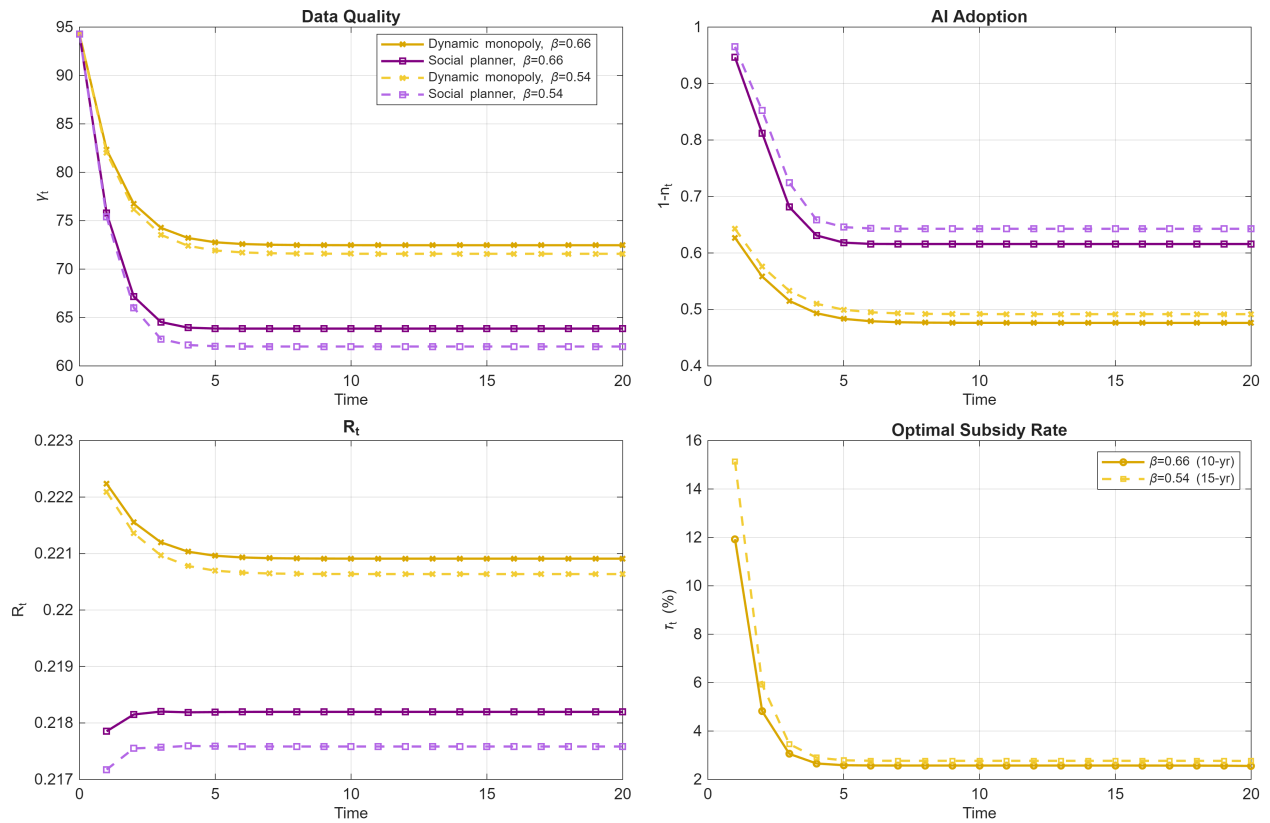 Data Quality
95
90
85
80
75
70
65
60
γt
0
5
10
15
20
Time
Dynamic monopoly, β=0.66
Social planner, β=0.66
Dynamic monopoly, β=0.54
Social planner, β=0.54
AI Adoption
1
0.9
0.8
0.7
0.6
0.5
0.4
1-nt
0
5
10
15
20
Time
Rt
0.223
0.222
0.221
0.22
0.219
0.218
0.217
Rt
0
5
10
15
20
Time
Optimal Subsidy Rate
16
14
12
10
8
6
4
2
τt (%)
0
5
10
15
20
Time
β=0.66 (10-yr)
β=0.54 (15-yr)